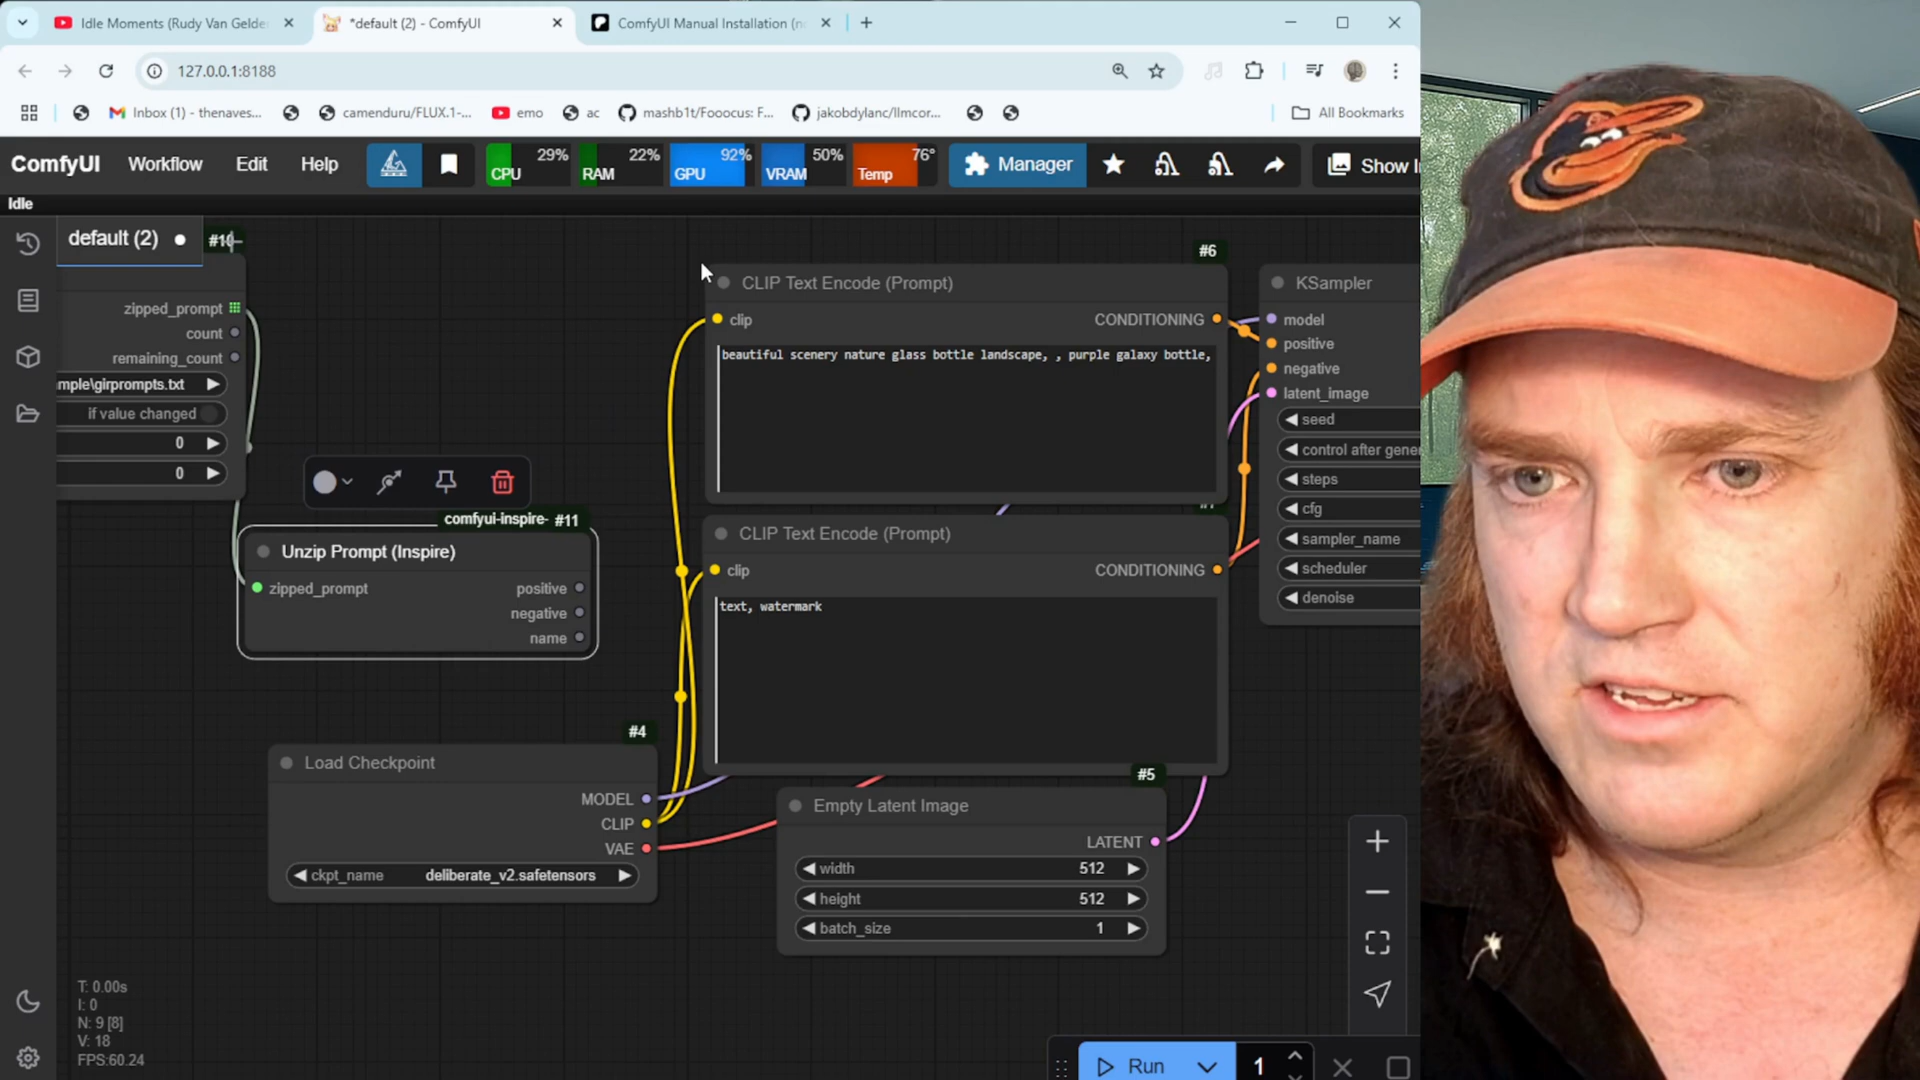 Idle Moments (Rudy Van Gelde
*default (2) - ComfyUI
ComfyUI Manual Installation (n
127.0.0.1:8188
Inbox (1) - thenaves...
camenduru/FLUX.1-...
emo
ac
mashb1t/Fooocus: F...
jakobdylanc/llmcor...
All Bookmarks
ComfyUI
Workflow
Edit
Help
29%
CPU
22%
RAM
92%
GPU
50%
VRAM
76°
Temp
Manager
Show I
Idle
default (2)
#10
zipped_prompt
count
remaining_count
mple\girprompts.txt
if value changed
0
0
#6
CLIP Text Encode (Prompt)
clip
CONDITIONING
beautiful scenery nature glass bottle landscape, , purple galaxy bottle,
KSampler
model
positive
negative
latent_image
seed
control after gener
steps
cfg
sampler_name
scheduler
denoise
comfyui-inspire- #11
Unzip Prompt (Inspire)
zipped_prompt
positive
negative
name
CLIP Text Encode (Prompt)
clip
CONDITIONING
text, watermark
#4
Load Checkpoint
MODEL
CLIP
VAE
ckpt_name deliberate_v2.safetensors
#5
Empty Latent Image
LATENT
width 512
height 512
batch_size 1
T: 0.00s
I: 0
N: 9 [8]
V: 18
FPS:60.24
Run
1